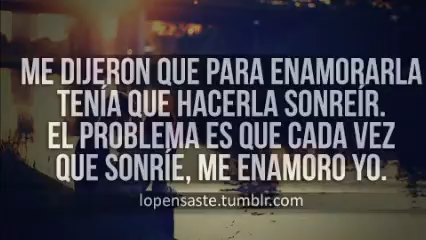 ME DIJERON QUE PARA ENAMORARLA
TENÍA QUE HACERLA SONREÍR.
EL PROBLEMA ES QUE CADA VEZ
QUE SONRÍE, ME ENAMORO YO.
lopensaste.tumblr.com